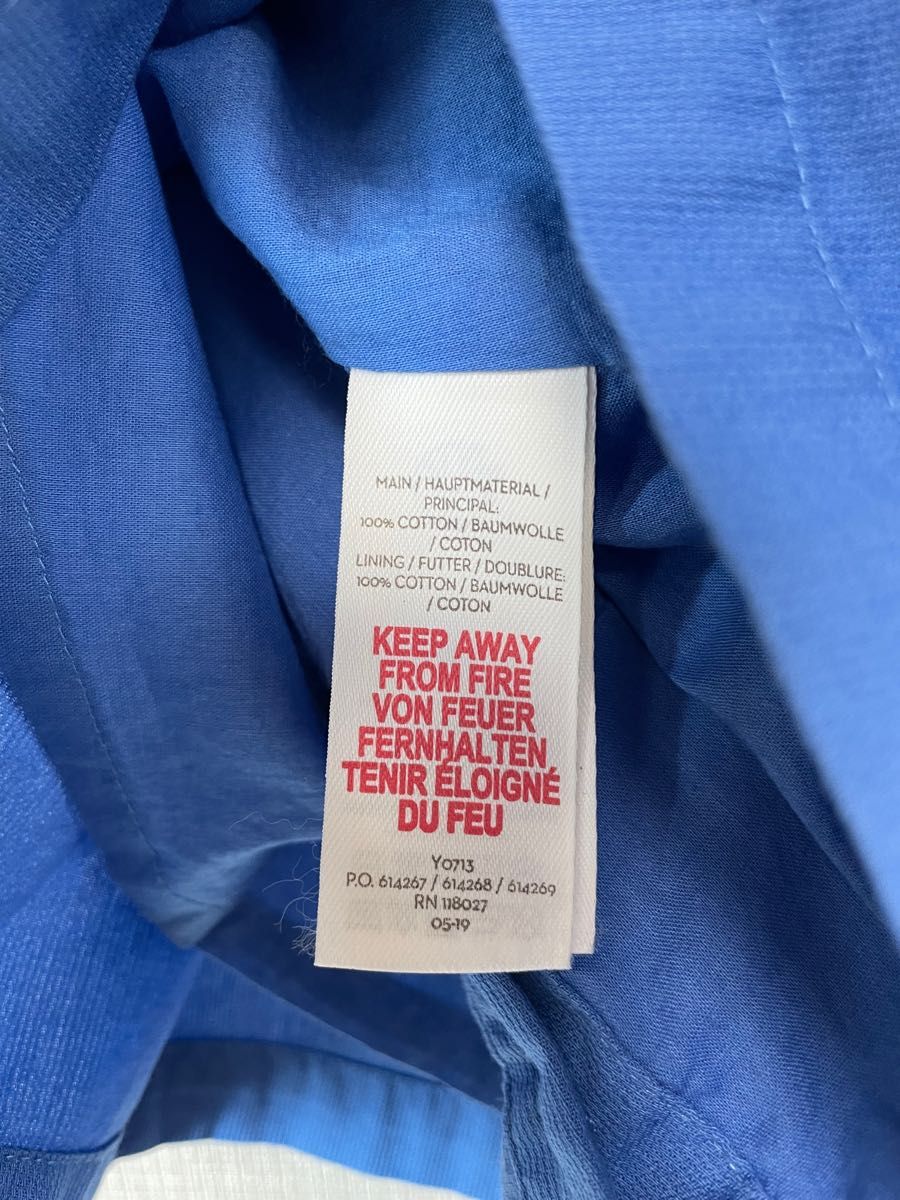 MAIN / HAUPTMATERIAL /
PRINCIPAL:
100% COTTON / BAUMWOLLE
/ COTON
LINING / FUTTER / DOUBLURE:
100% COTTON / BAUMWOLLE
/ COTON
KEEP AWAY
FROM FIRE
VON FEUER
FERNHALTEN
TENIR ÉLOIGNÉ
DU FEU
Y0713
P.O. 614267 / 614268 / 614269
RN 118027
05-19